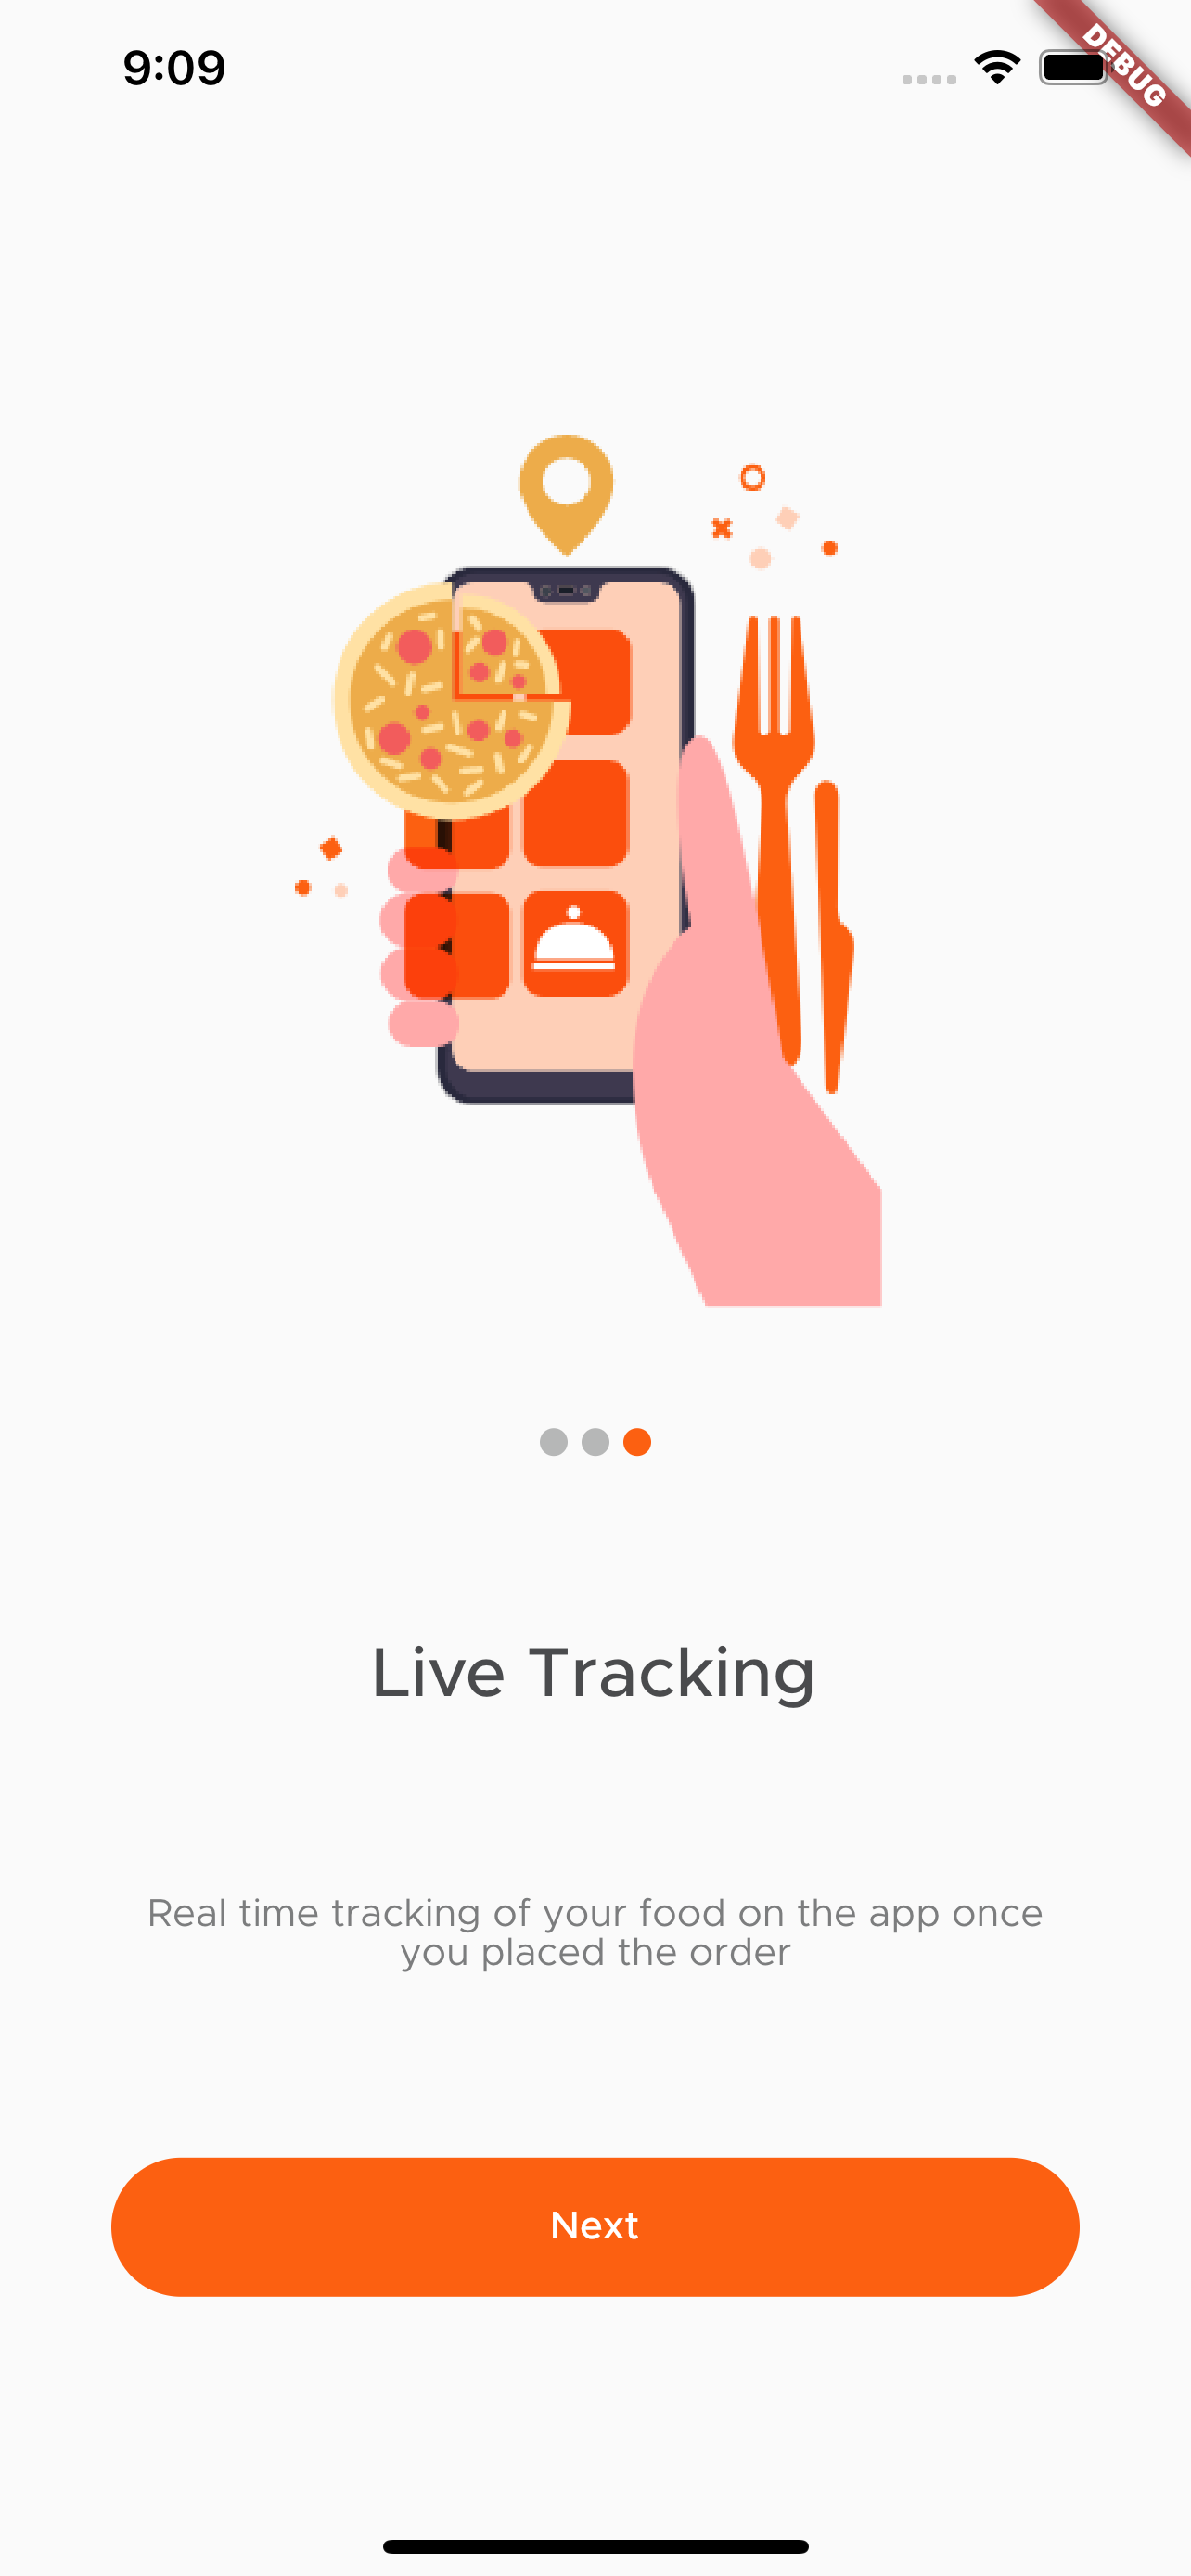 9:09
DEBUG
Live Tracking
Real time tracking of your food on the app once
you placed the order
Next